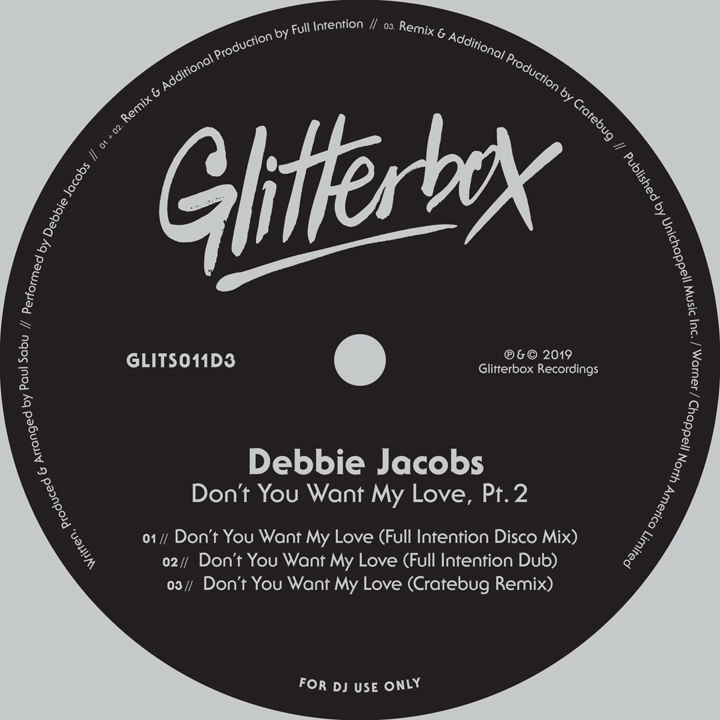 Written, Produced & Arranged by Paul Sabu // Performed by Debbie Jacobs // 01 + 02. Remix & Additional Production by Full Intention // 03. Remix & Additional Production by Cratebug // Published by Unichappell Music Inc. / Warner / Chappell North America Limited
Glitterbox
GLITS011D3
℗ & © 2019
Glitterbox Recordings
Debbie Jacobs
Don't You Want My Love, Pt. 2
01 // Don't You Want My Love (Full Intention Disco Mix)
02 // Don't You Want My Love (Full Intention Dub)
03 // Don't You Want My Love (Cratebug Remix)
FOR DJ USE ONLY